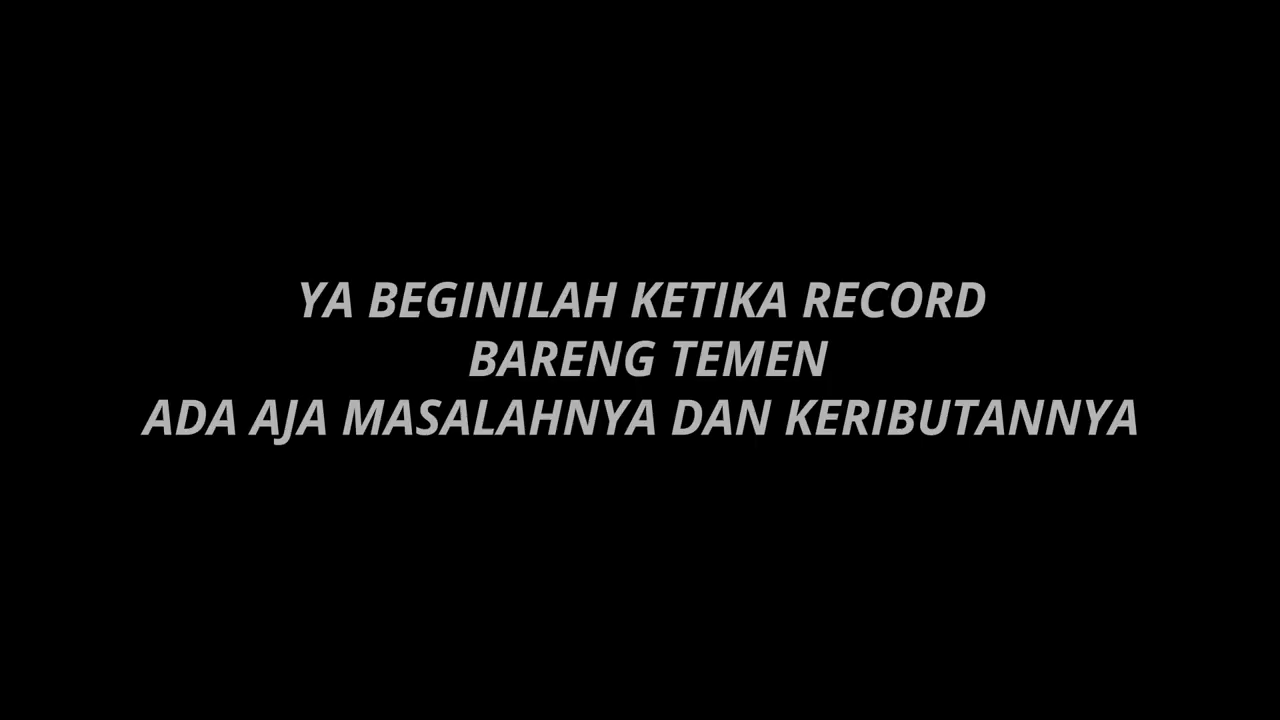 YA BEGINILAH KETIKA RECORD
BARENG TEMEN
ADA AJA MASALAHNYA DAN KERIBUTANNYA